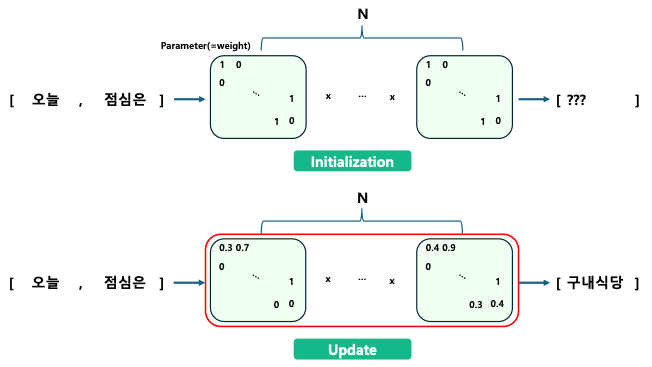 N
Parameter(=weight)
1 0 1 0
0 0
[ 오늘 , 점심은 ] ⋱ 1 x ... x ⋱ 1 [ ??? ]
1 0 1 0
Initialization
N
0.3 0.7 0.4 0.9
0 0
[ 오늘 , 점심은 ] ⋱ 1 x ... x ⋱ 1 [ 구내식당 ]
0 0 0.3 0.4
Update